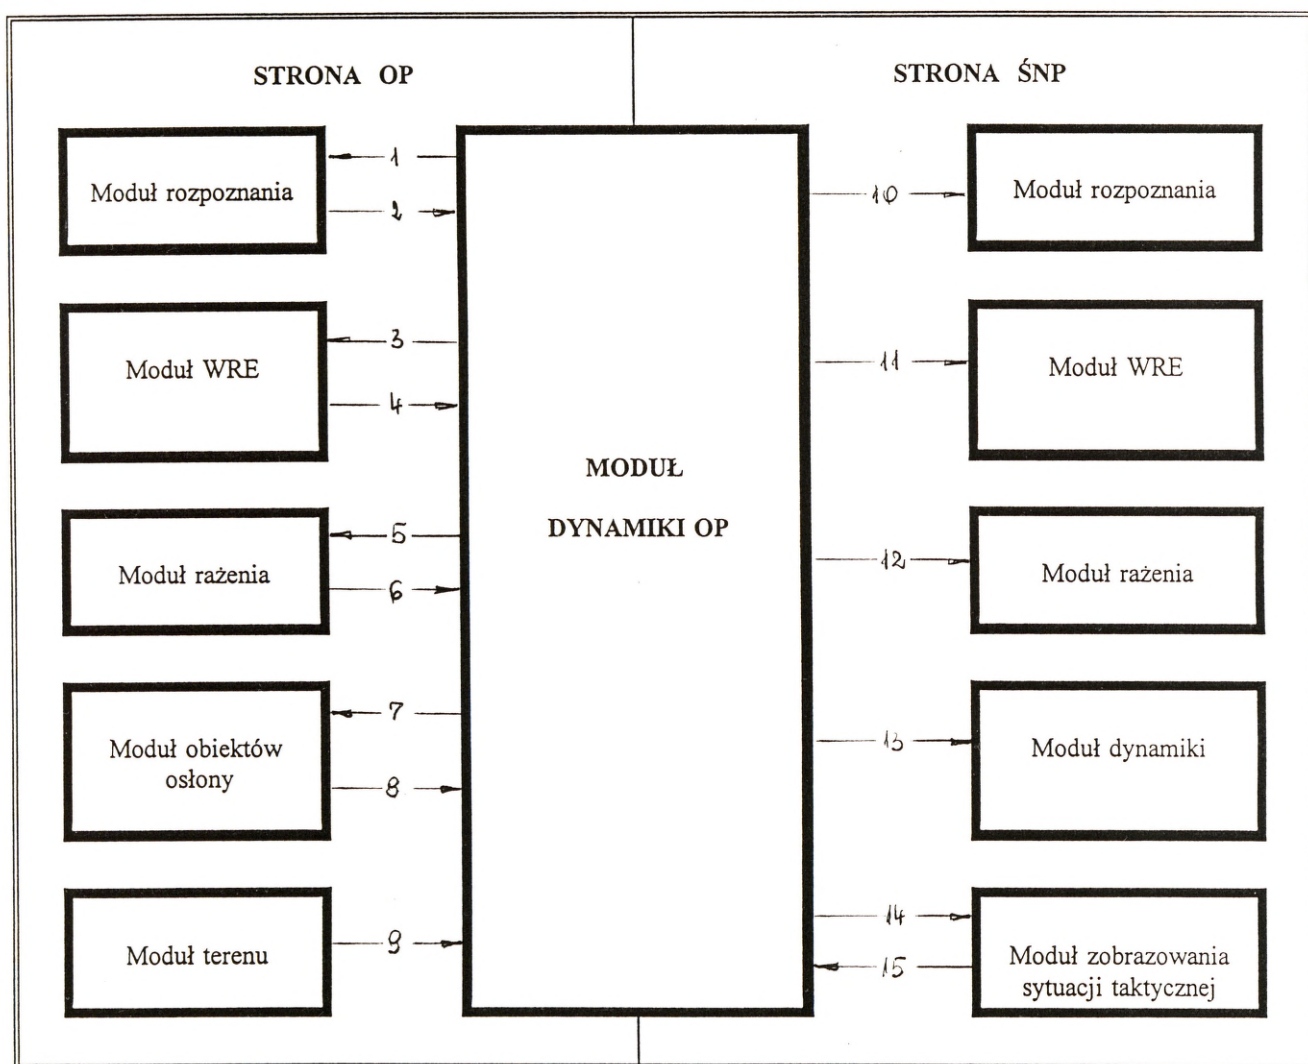 STRONA OP
STRONA ŚNP
Moduł rozpoznania
1
2
Moduł WRE
3
4
Moduł rażenia
5
6
Moduł obiektów
osłony
7
8
Moduł terenu
9
MODUŁ
DYNAMIKI OP
10
Moduł rozpoznania
11
Moduł WRE
12
Moduł rażenia
13
Moduł dynamiki
14
15
Moduł zobrazowania
sytuacji taktycznej